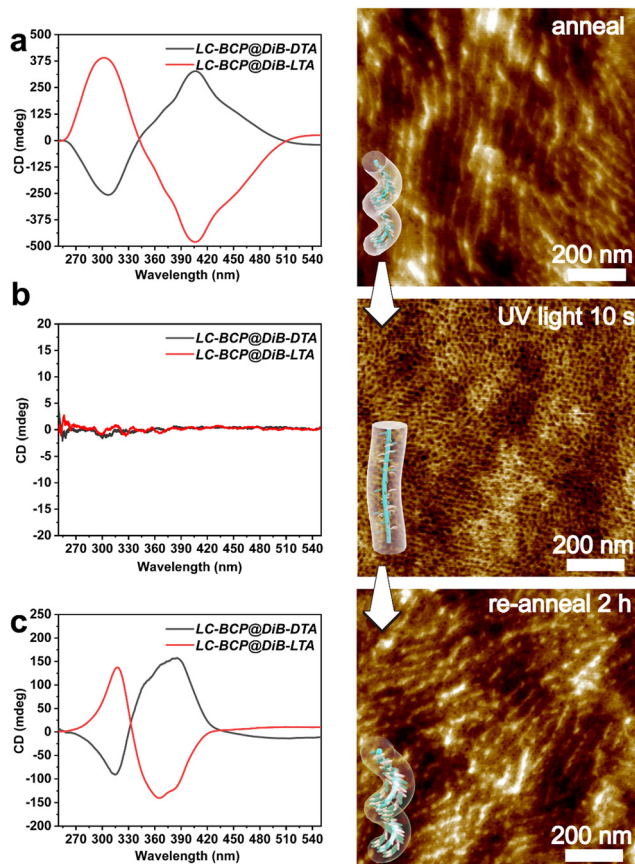 a
LC-BCP@DiB-DTA
LC-BCP@DiB-LTA
500
375
250
125
0
-250
-375
-500
CD (mdeg)
270 300 330 360 390 420 450 480 510 540
Wavelength (nm)
anneal
200 nm
b
LC-BCP@DiB-DTA
LC-BCP@DiB-LTA
20
15
10
5
0
-5
-10
-15
-20
CD (mdeg)
270 300 330 360 390 420 450 480 510 540
Wavelength (nm)
UV light 10 s
200 nm
c
LC-BCP@DiB-DTA
LC-BCP@DiB-LTA
250
200
150
100
50
0
-50
-100
-150
-200
CD (mdeg)
270 300 330 360 390 420 450 480 510 540
Wavelength (nm)
re-anneal 2 h
200 nm